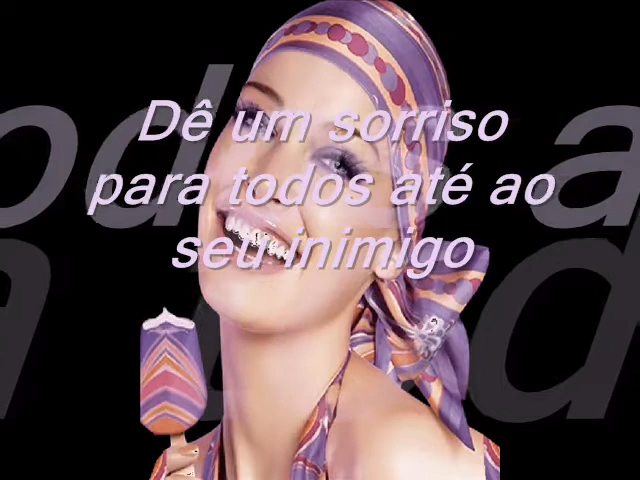 Dê um sorriso
para todos até ao
seu inimigo